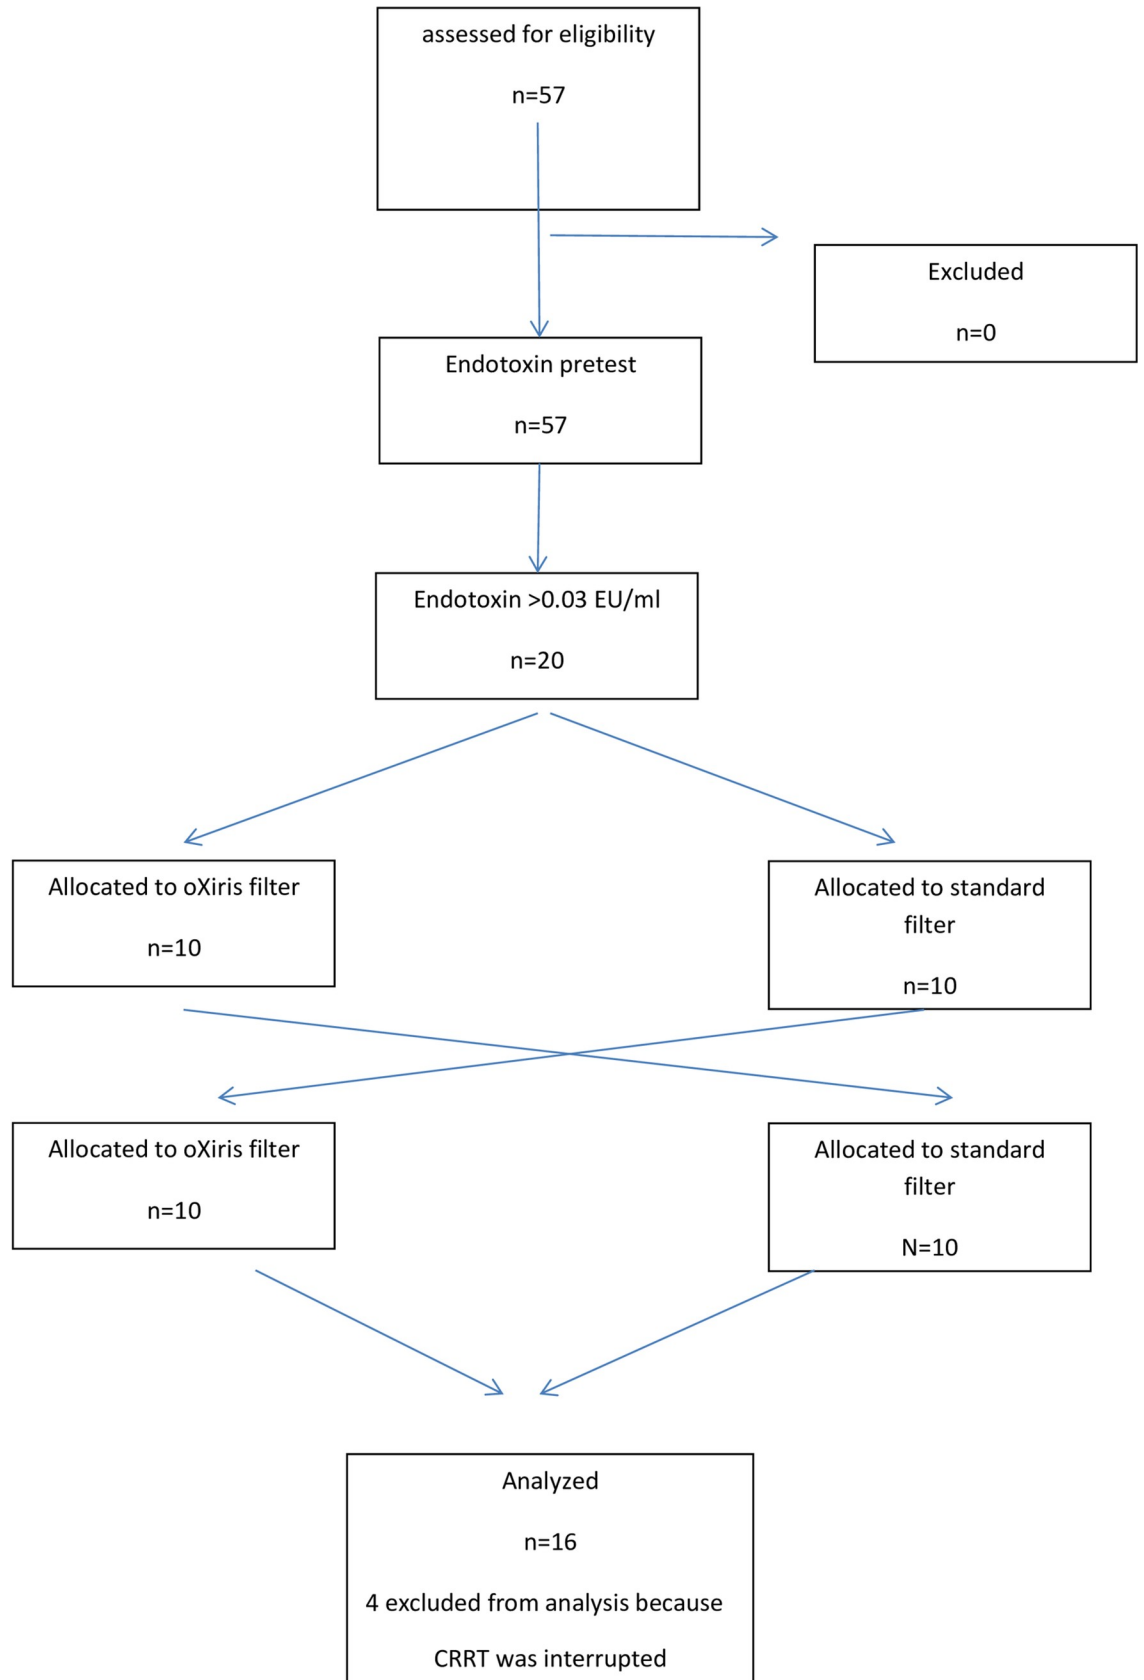 assessed for eligibility
n=57
Excluded
n=0
Endotoxin pretest
n=57
Endotoxin >0.03 EU/ml
n=20
Allocated to oXiris filter
n=10
Allocated to standard
filter
n=10
Allocated to oXiris filter
n=10
Allocated to standard
filter
N=10
Analyzed
n=16
4 excluded from analysis because
CRRT was interrupted